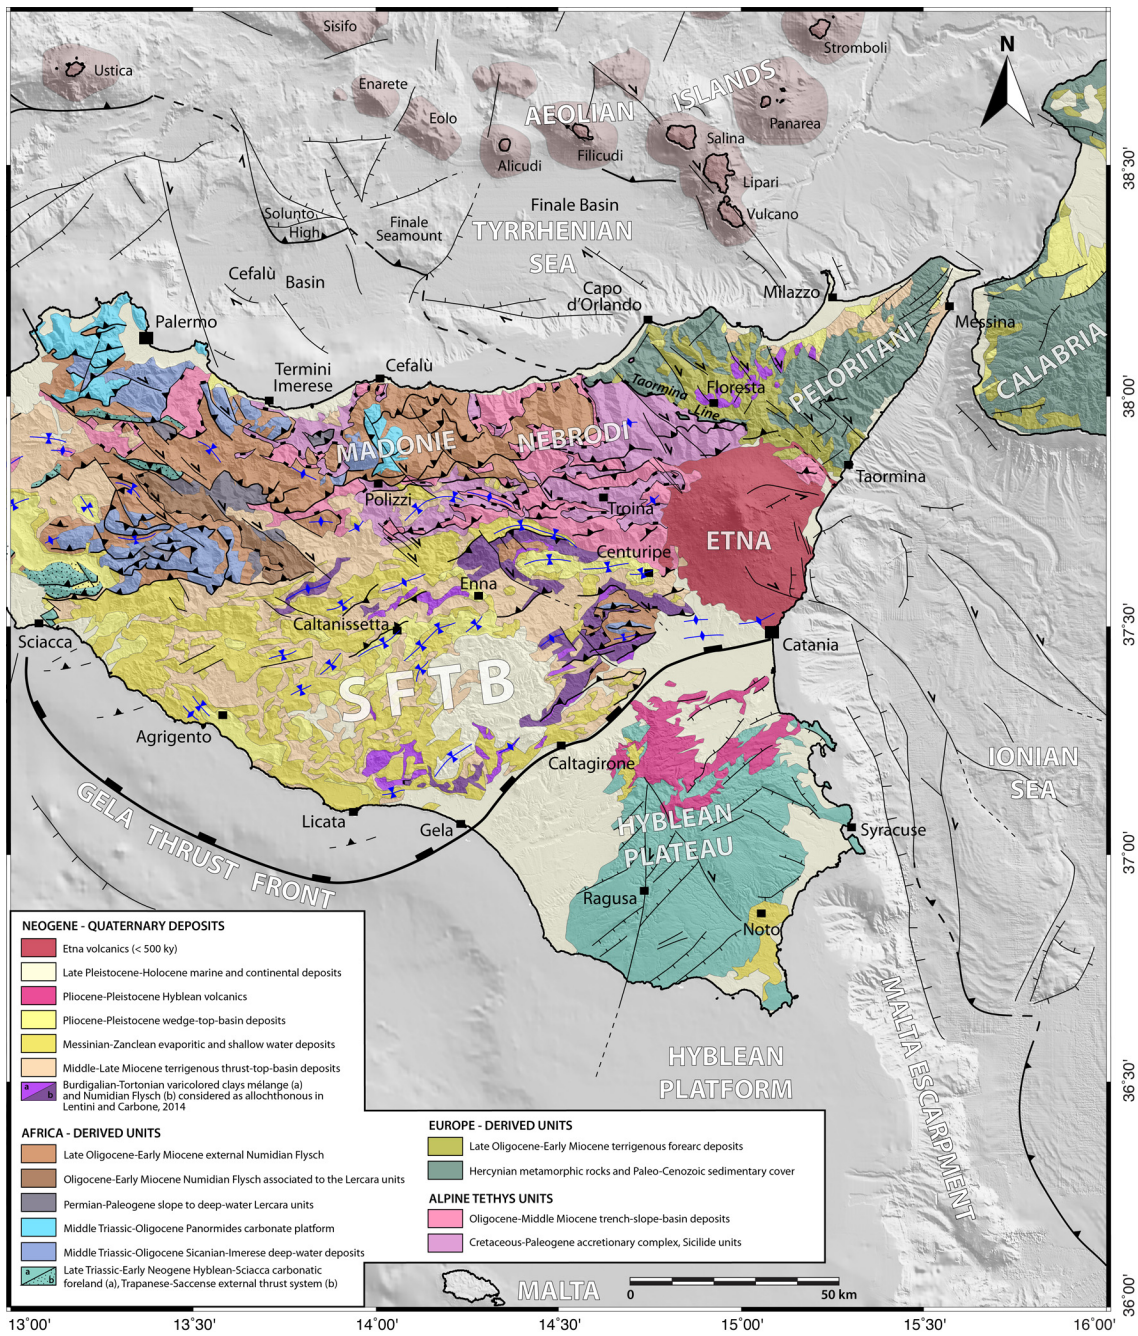 Sisifo
Stromboli
N
Ustica
Enarete
ISLANDS
Eolo
AEOLIAN
Panarea
Salina
Alicudi
Filicudi
Lipari
Vulcano
Solunto
High
Finale
Seamount
Finale Basin
TYRRHENIAN
SEA
Cefalù
Basin
Capo
d'Orlando
Milazzo
Palermo
Messina
Termini
Imerese
Cefalù
Taormina
Line
Floresta
PELORITANI
CALABRIA
MADONIE
NEBRODI
Polizzi
Troina
Taormina
ETNA
Centuripe
Enna
Caltanissetta
Sciacca
Catania
SFTB
Agrigento
Caltagirone
IONIAN
SEA
GELA THRUST FRONT
Licata
Gela
HYBLEAN
PLATEAU
Syracuse
Ragusa
Noto
MALTA ESCARPMENT
HYBLEAN
PLATFORM
NEOGENE - QUATERNARY DEPOSITS
Etna volcanics (< 500 ky)
Late Pleistocene-Holocene marine and continental deposits
Pliocene-Pleistocene Hyblean volcanics
Pliocene-Pleistocene wedge-top-basin deposits
Messinian-Zanclean evaporitic and shallow water deposits
Middle-Late Miocene terrigenous thrust-top-basin deposits
a
b
Burdigalian-Tortonian varicolored clays mélange (a)
and Numidian Flysch (b) considered as allochthonous in
Lentini and Carbone, 2014
AFRICA - DERIVED UNITS
Late Oligocene-Early Miocene external Numidian Flysch
Oligocene-Early Miocene Numidian Flysch associated to the Lercara units
Permian-Paleogene slope to deep-water Lercara units
Middle Triassic-Oligocene Panormides carbonate platform
Middle Triassic-Oligocene Sicanian-Imerese deep-water deposits
a
b
Late Triassic-Early Neogene Hyblean-Sciacca carbonatic
foreland (a), Trapanese-Saccense external thrust system (b)
EUROPE - DERIVED UNITS
Late Oligocene-Early Miocene terrigenous forearc deposits
Hercynian metamorphic rocks and Paleo-Cenozoic sedimentary cover
ALPINE TETHYS UNITS
Oligocene-Middle Miocene trench-slope-basin deposits
Cretaceous-Paleogene accretionary complex, Sicilide units
MALTA
0
50 km
38°30'
38°00'
37°30'
37°00'
36°30'
36°00'
13°00'
13°30'
14°00'
14°30'
15°00'
15°30'
16°00'